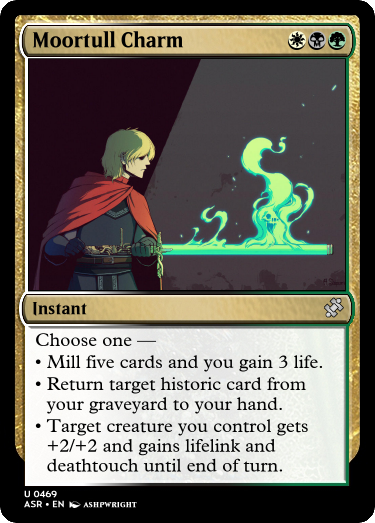 Moortull Charm
Instant
Choose one —
• Mill five cards and you gain 3 life.
• Return target historic card from
your graveyard to your hand.
• Target creature you control gets
+2/+2 and gains lifelink and
deathtouch until end of turn.
U 0469
ASR • EN ASHPWRIGHT